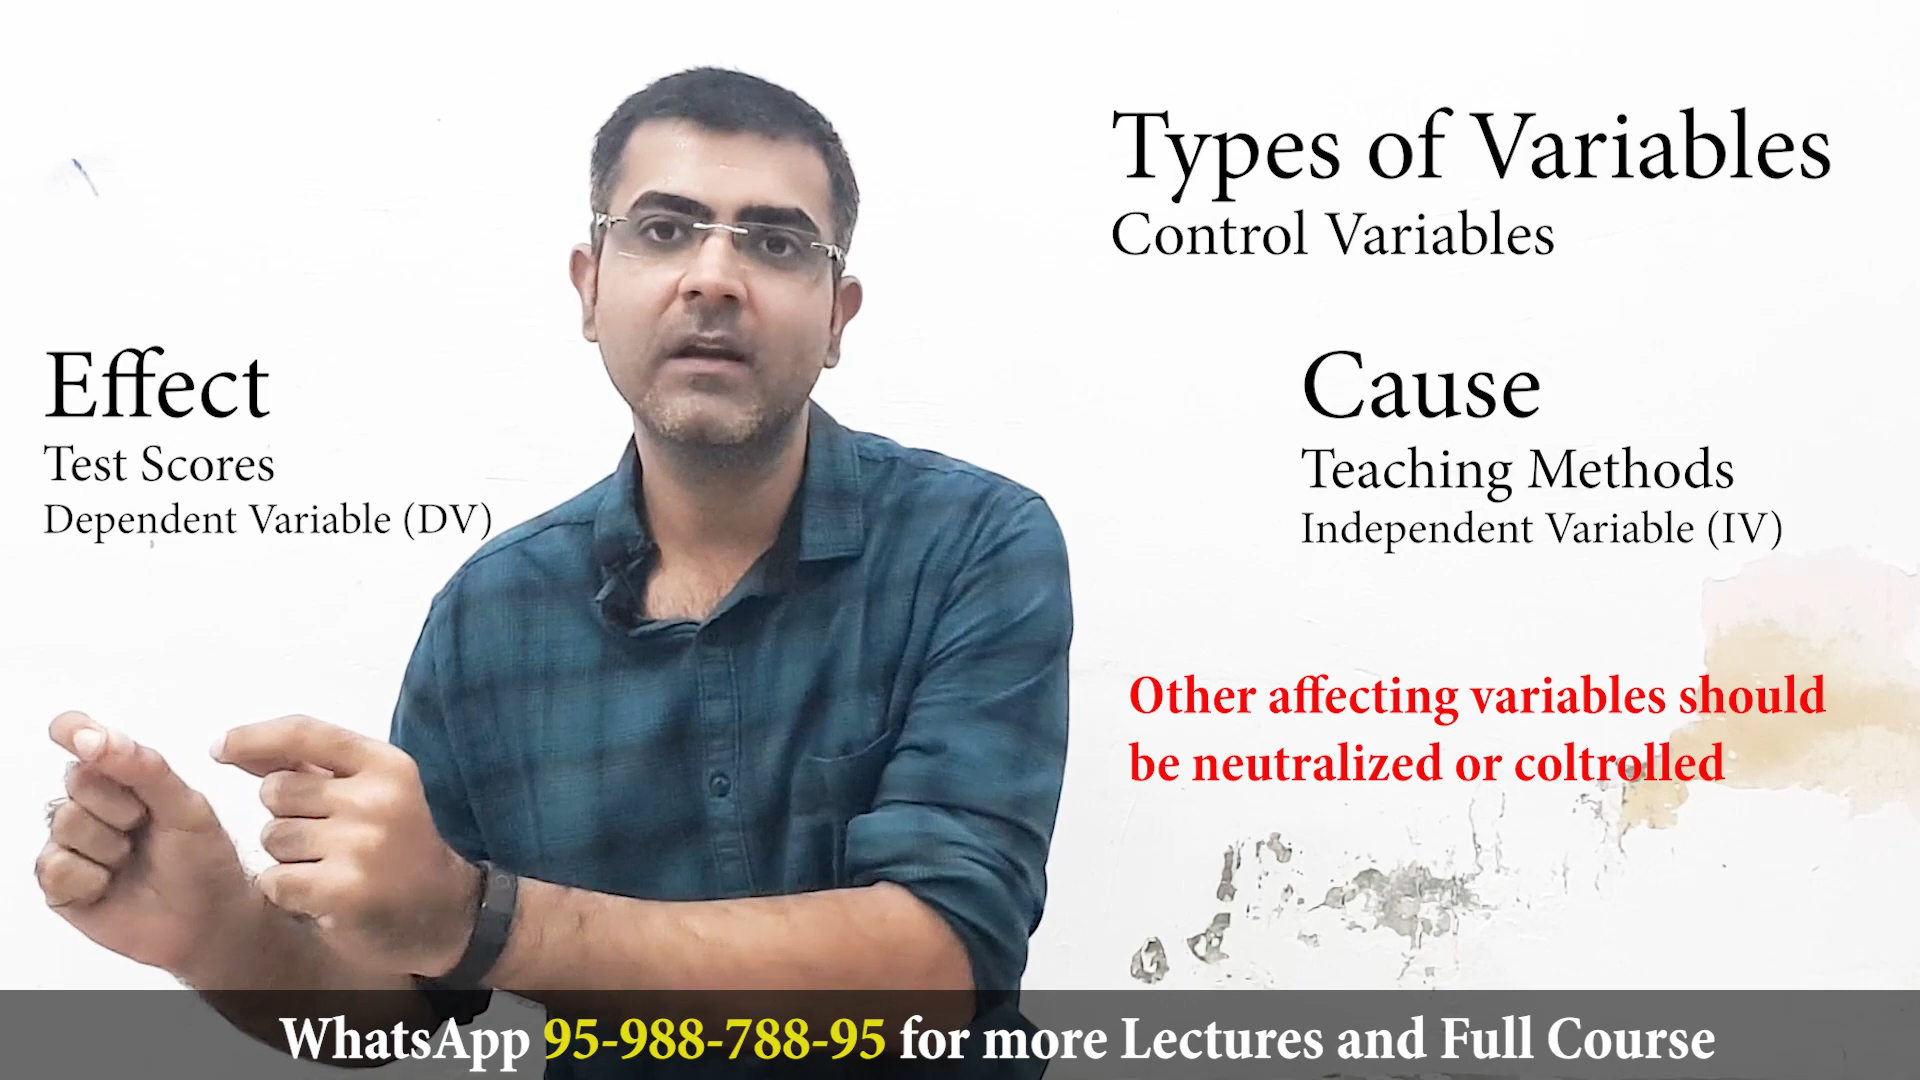 Types of Variables
Control Variables
Effect
Test Scores
Dependent Variable (DV)
Cause
Teaching Methods
Independent Variable (IV)
Other affecting variables should
be neutralized or coltrolled
WhatsApp 95-988-788-95 for more Lectures and Full Course